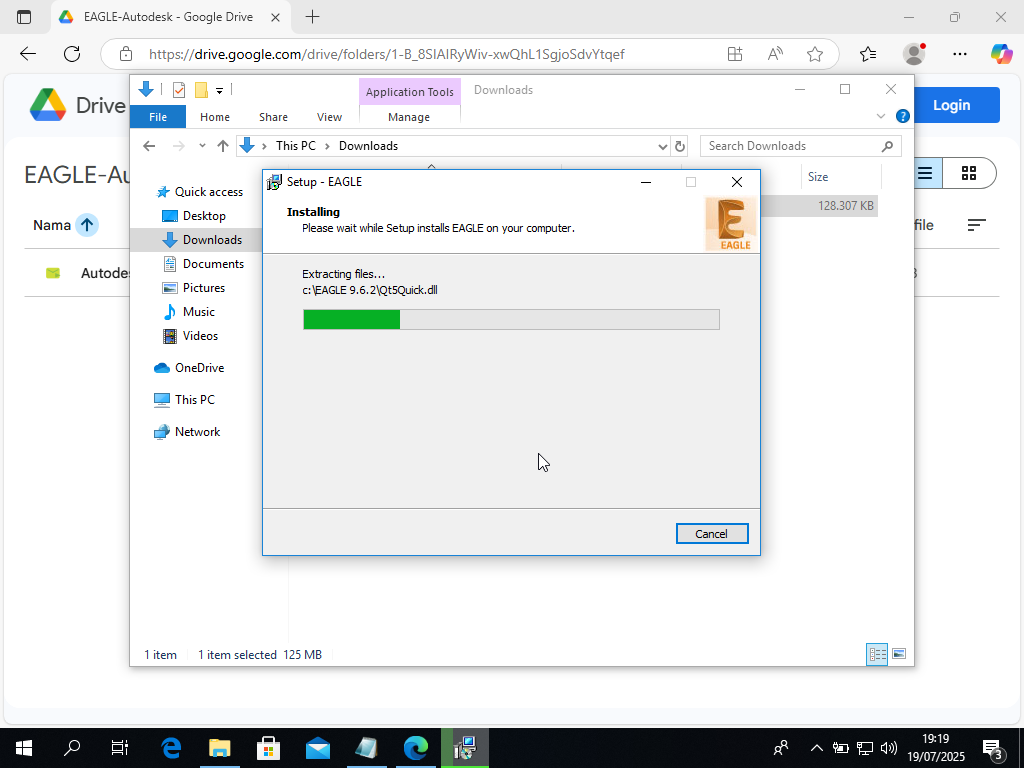 EAGLE-Autodesk - Google Drive
https://drive.google.com/drive/folders/1-B_8SIAIRyWiv-xwQhL1SgjoSdvYtqef
Drive
Login
Application Tools
Downloads
File
Home
Share
View
Manage
This PC
Downloads
Search Downloads
EAGLE-Au
Nama
file
Autodes
Size
128.307 KB
Quick access
Desktop
Downloads
Documents
Pictures
Music
Videos
OneDrive
This PC
Network
Setup - EAGLE
Installing
Please wait while Setup installs EAGLE on your computer.
EAGLE
Extracting files...
c:\EAGLE 9.6.2\Qt5Quick.dll
Cancel
1 item
1 item selected 125 MB
19:19
19/07/2025
3